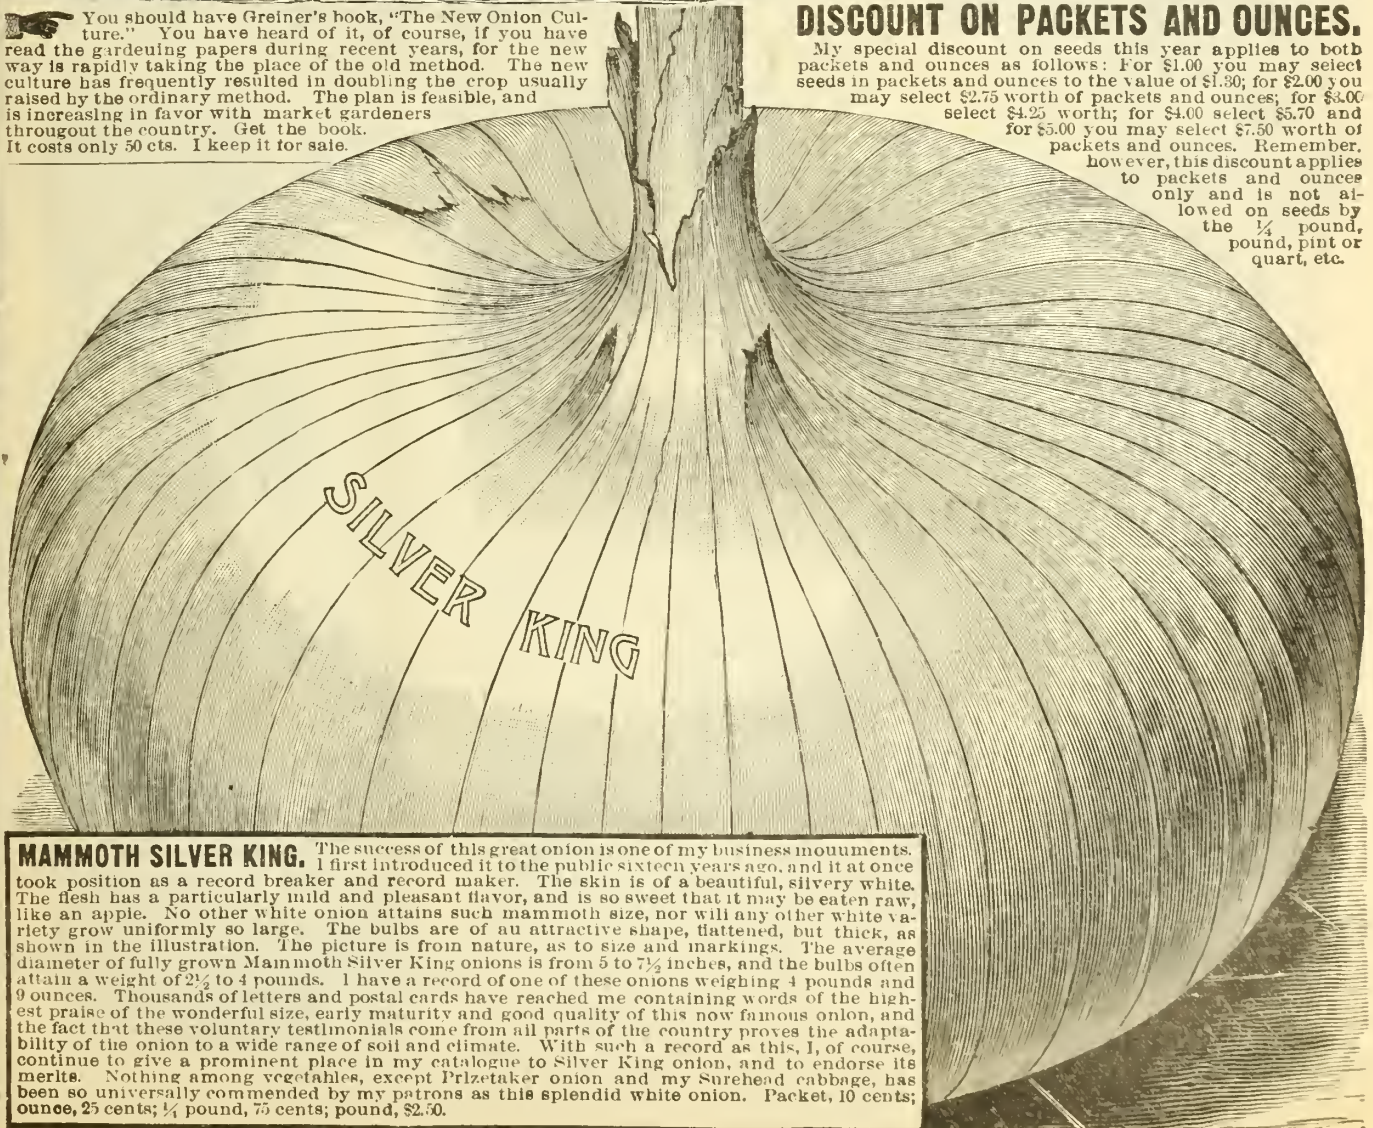 You should have Greiner's book, "The New Onion Cul-
ture." You have heard of it, of course, if you have
read the gardening papers during recent years, for the new
way is rapidly taking the place of the old method. The new
culture has frequently resulted in doubling the crop usually
raised by the ordinary method. The plan is feasible, and
is increasing in favor with market gardeners
througout the country. Get the book.
It costs only 50 cts. I keep it for sale.
DISCOUNT ON PACKETS AND OUNCES.
My special discount on seeds this year applies to both
packets and ounces as follows: For $1.00 you may select
seeds in packets and ounces to the value of $1.30; for $2.00 you
may select $2.75 worth of packets and ounces; for $3.00
select $4.25 worth; for $4.00 select $5.70 and
for $5.00 you may select $7.50 worth of
packets and ounces. Remember,
however, this discount applies
to packets and ounces
only and is not al-
lowed on seeds by
the ¼ pound,
pound, pint or
quart, etc.
SILVER KING
MAMMOTH SILVER KING. The success of this great onion is one of my business monuments.
I first introduced it to the public sixteen years ago, and it at once
took position as a record breaker and record maker. The skin is of a beautiful, silvery white.
The flesh has a particularly mild and pleasant flavor, and is so sweet that it may be eaten raw,
like an apple. No other white onion attains such mammoth size, nor will any other white va-
riety grow uniformly so large. The bulbs are of an attractive shape, flattened, but thick, as
shown in the illustration. The picture is from nature, as to size and markings. The average
diameter of fully grown Mammoth Silver King onions is from 5 to 7½ inches, and the bulbs often
attain a weight of 2½ to 4 pounds. I have a record of one of these onions weighing 4 pounds and
9 ounces. Thousands of letters and postal cards have reached me containing words of the high-
est praise of the wonderful size, early maturity and good quality of this now famous onion, and
the fact that these voluntary testimonials come from all parts of the country proves the adapta-
bility of the onion to a wide range of soil and climate. With such a record as this, I, of course,
continue to give a prominent place in my catalogue to Silver King onion, and to endorse its
merits. Nothing among vegetables, except Prizetaker onion and my Surehead cabbage, has
been so universally commended by my patrons as this splendid white onion. Packet, 10 cents;
ounce, 25 cents; ¼ pound, 75 cents; pound, $2.50.